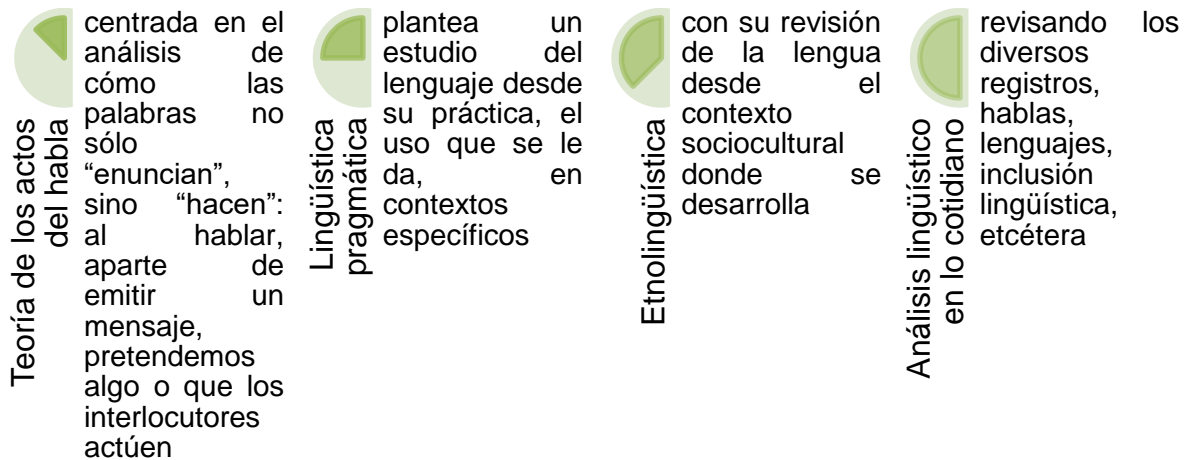 Teoría de los actos
del habla
centrada en el
análisis de
cómo las
palabras no
sólo
“enuncian”,
sino “hacen”:
al hablar,
aparte de
emitir un
mensaje,
pretendemos
algo o que los
interlocutores
actúen
Lingüística
pragmática
plantea un
estudio del
lenguaje desde
su práctica, el
uso que se le
da, en
contextos
específicos
Etnolingüística
con su revisión
de la lengua
desde el
contexto
sociocultural
donde se
desarrolla
Análisis lingüístico
en lo cotidiano
revisando los
diversos
registros,
hablas,
lenguajes,
inclusión
lingüística,
etcétera